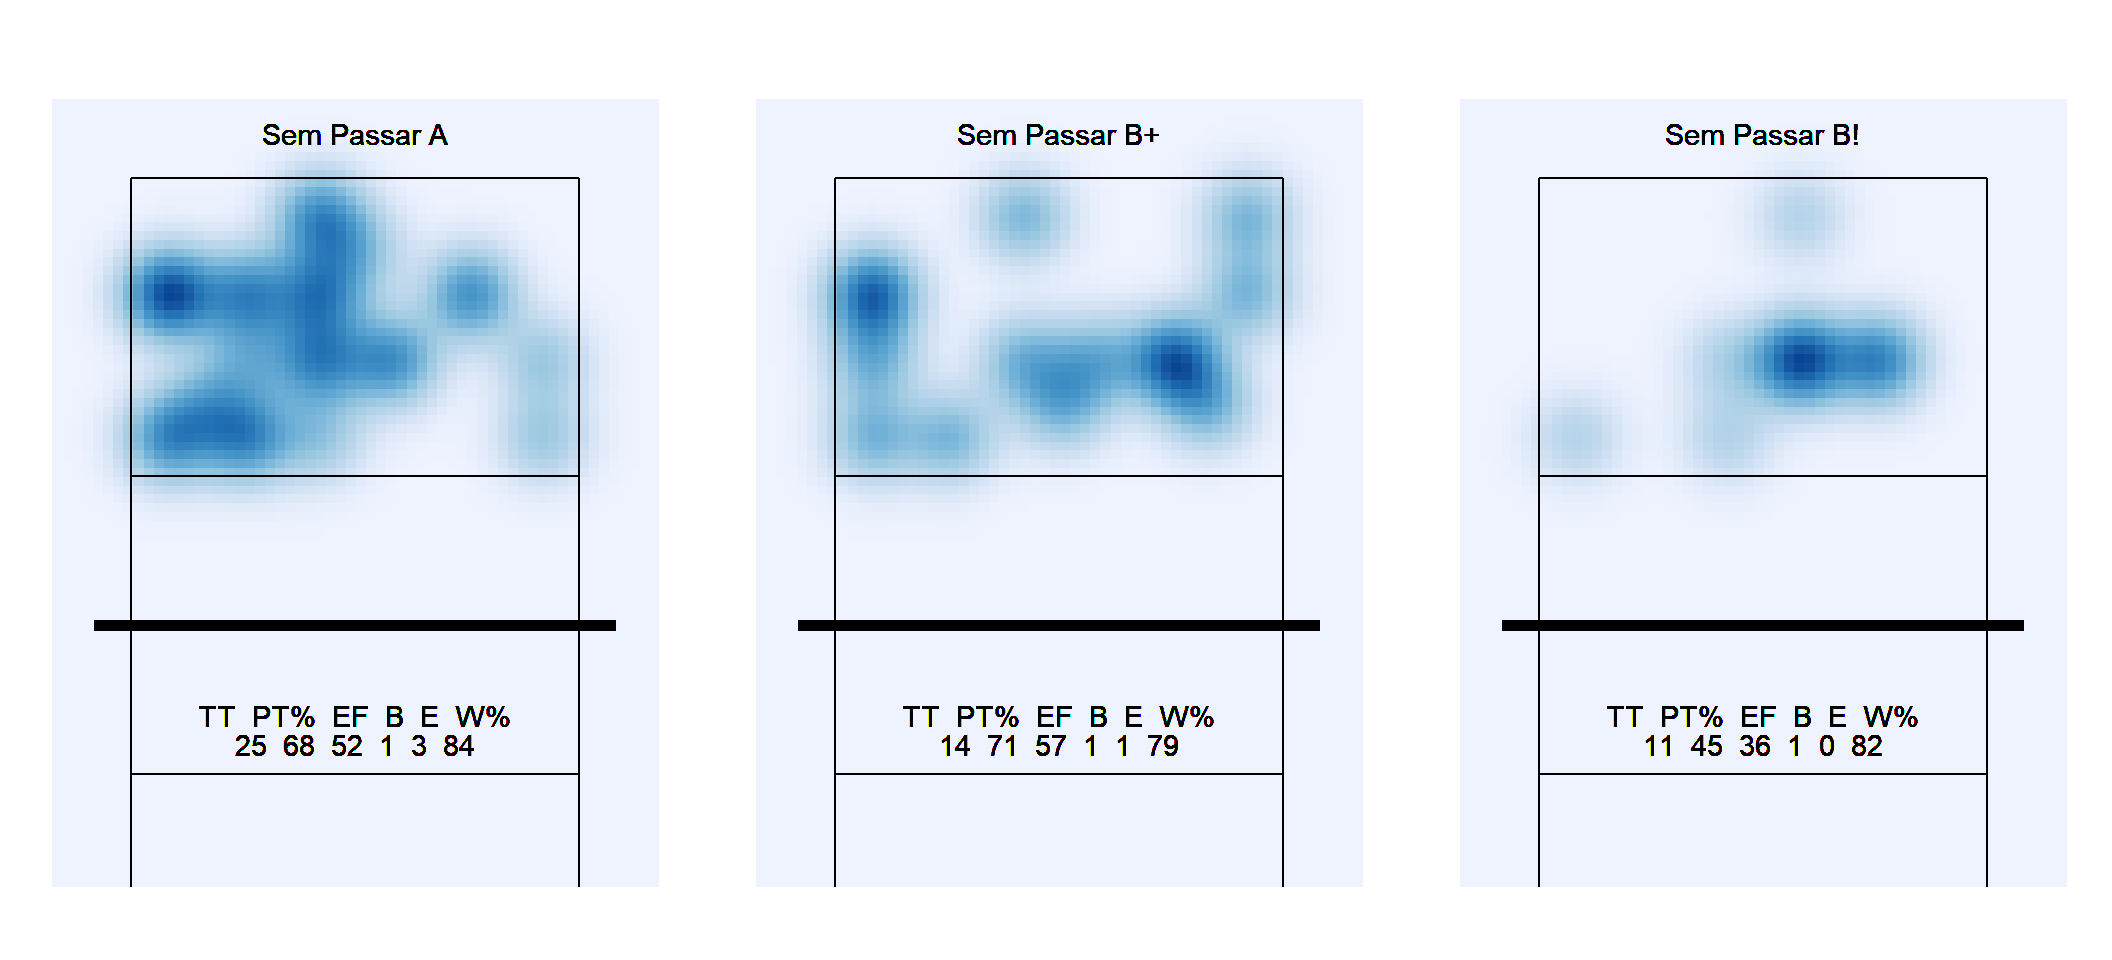 Sem Passar A
TT PT% EF B E W%
25 68 52 1 3 84
Sem Passar B+
TT PT% EF B E W%
14 71 57 1 1 79
Sem Passar B!
TT PT% EF B E W%
11 45 36 1 0 82